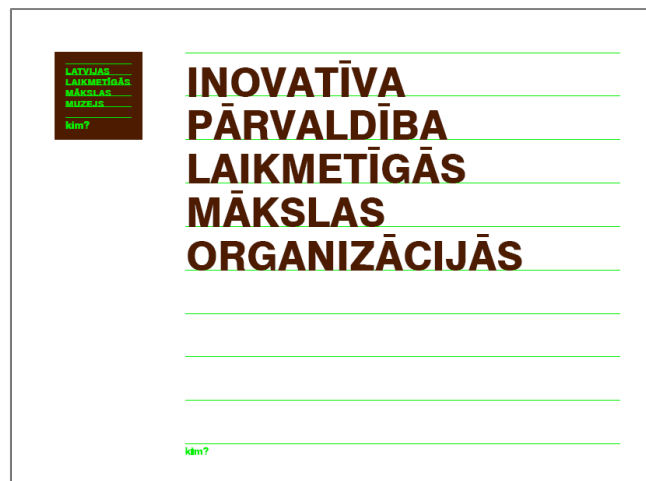 LATVIJAS
LAIKMETĪGĀS
MĀKSLAS
MUZEJS
kim?
INOVATĪVA
PĀRVALDĪBA
LAIKMETĪGĀS
MĀKSLAS
ORGANIZĀCIJĀS
kim?